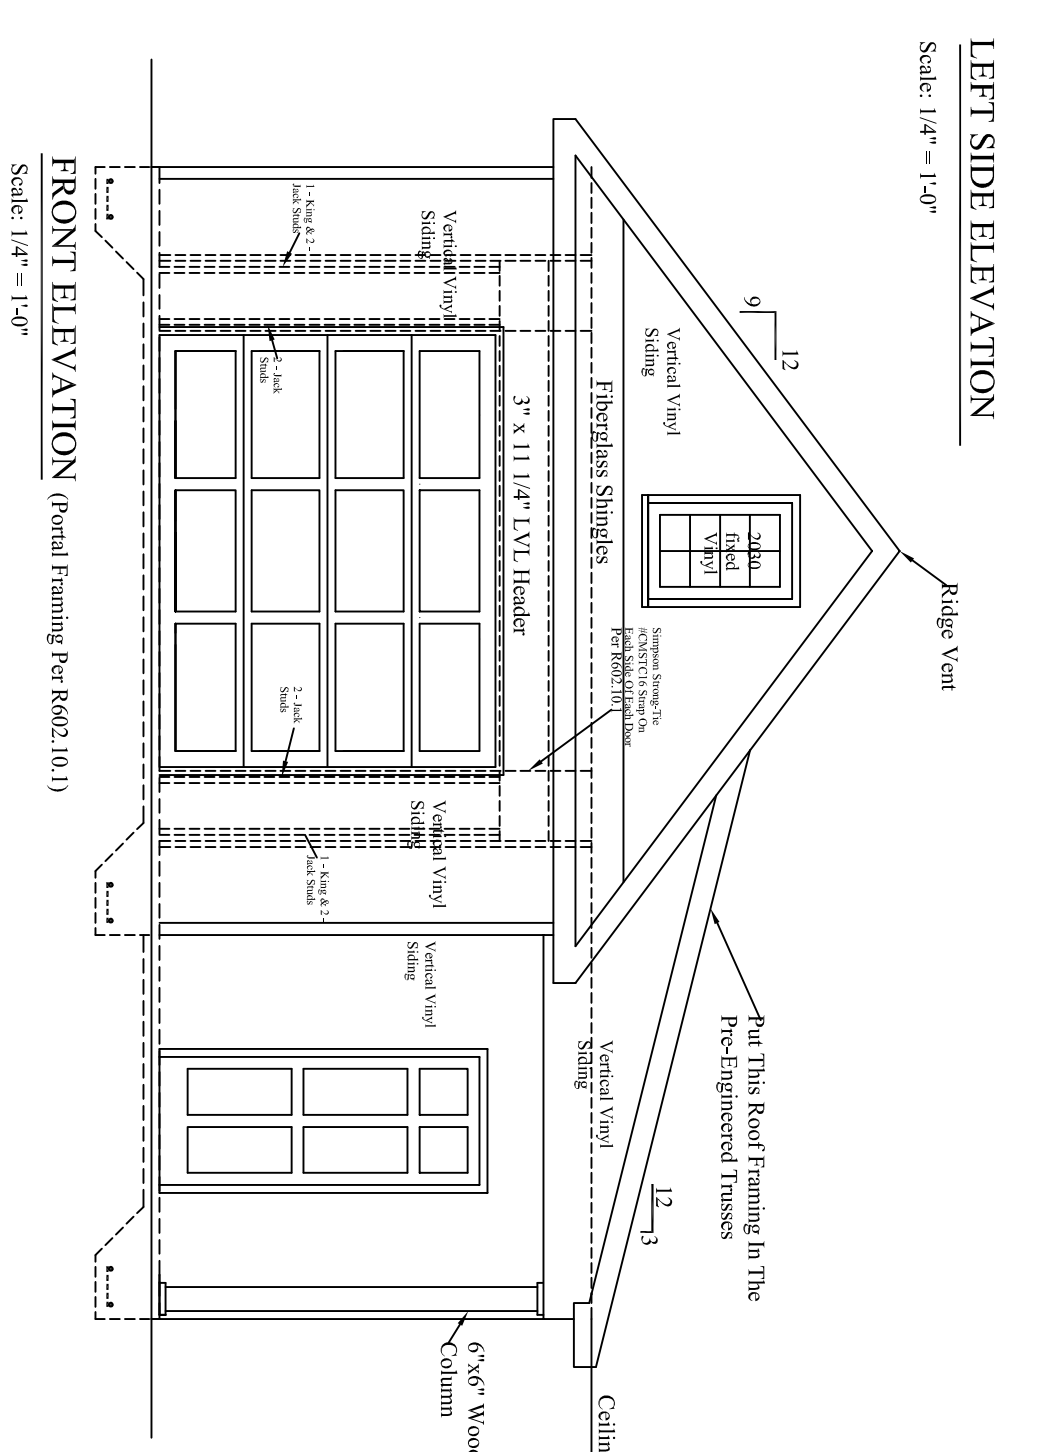 LEFT SIDE ELEVATION
Scale: 1/4" = 1'-0"
Ridge Vent
9
12
Vertical Vinyl
Siding
2030
fixed
Vinyl
Put This Roof Framing In The
Pre-Engineered Trusses
12
3
Simpson Strong-Tie
#CMSTC16 Strap On
Each Side Of Each Door
Per R602.10.1
Fiberglass Shingles
Vertical Vinyl
Siding
Ceilin
3" x 11 1/4" LVL Header
Vertical Vinyl
Siding
Vertical Vinyl
Siding
Vertical Vinyl
Siding
6"x6" Woo
Column
1 - King & 2 -
Jack Studs
2 - Jack
Studs
2 - Jack
Studs
1 - King & 2 -
Jack Studs
FRONT ELEVATION (Portal Framing Per R602.10.1)
Scale: 1/4" = 1'-0"